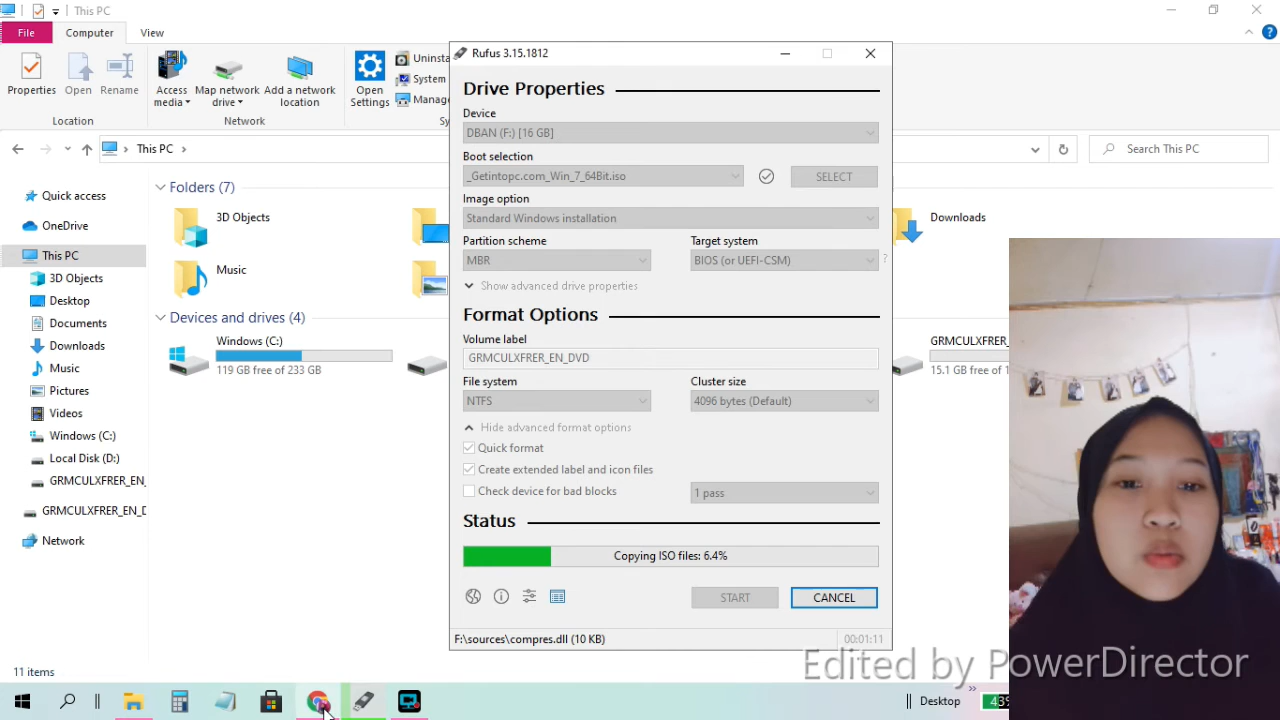 This PC
File
Computer
View
Properties
Open
Rename
Access media
Map network drive
Add a network location
Open Settings
Uninsta
System
Manag
Location
Network
Sy
This PC
Search This PC
Quick access
OneDrive
This PC
3D Objects
Desktop
Documents
Downloads
Music
Pictures
Videos
Windows (C:)
Local Disk (D:)
GRMCULXFRER_EN_
GRMCULXFRER_EN_D
Network
Folders (7)
3D Objects
Downloads
Music
Devices and drives (4)
Windows (C:)
119 GB free of 233 GB
GRMCULXFRER_
15.1 GB free of 1
Rufus 3.15.1812
Drive Properties
Device
DBAN (F:) [16 GB]
Boot selection
_Getintopc.com_Win_7_64Bit.iso
SELECT
Image option
Standard Windows installation
Partition scheme
Target system
MBR
BIOS (or UEFI-CSM)
?
Show advanced drive properties
Format Options
Volume label
GRMCULXFRER_EN_DVD
File system
Cluster size
NTFS
4096 bytes (Default)
Hide advanced format options
Quick format
Create extended label and icon files
Check device for bad blocks
1 pass
Status
Copying ISO files: 6.4%
START
CANCEL
F:\sources\compres.dll (10 KB)
00:01:11
11 items
Edited by PowerDirector
Desktop
43%